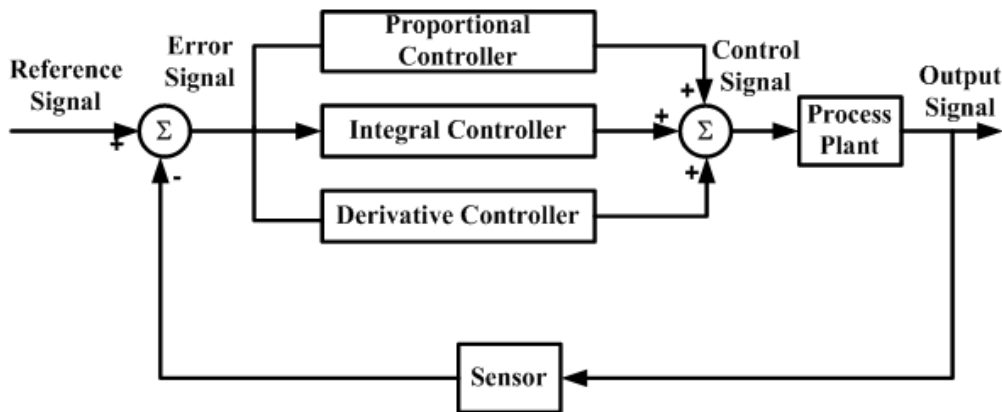 Reference
Signal
+
Σ
-
Error
Signal
Proportional
Controller
Integral Controller
Derivative Controller
+
+
+
Σ
Control
Signal
Process
Plant
Output
Signal
Sensor